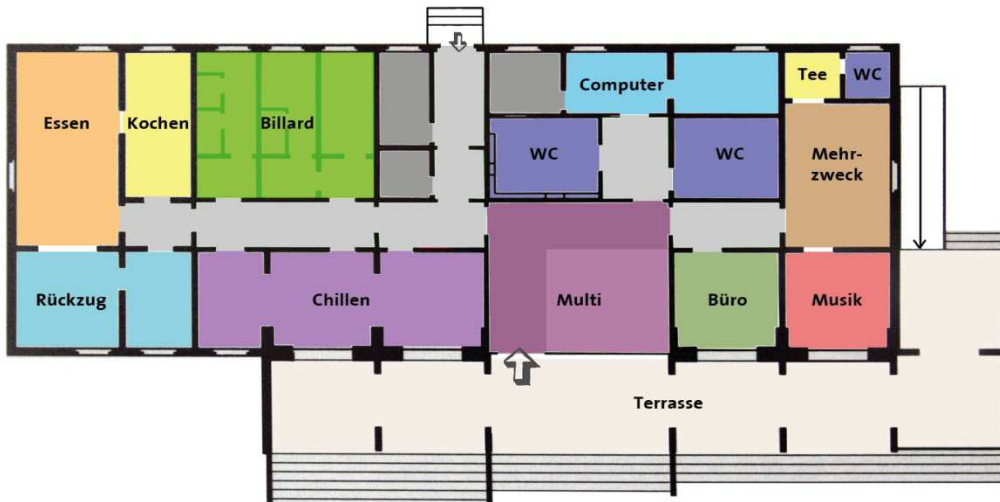 Tee
WC
Computer
Essen
Kochen
Billard
WC
WC
Mehr-
zweck
Rückzug
Chillen
Multi
Büro
Musik
Terrasse